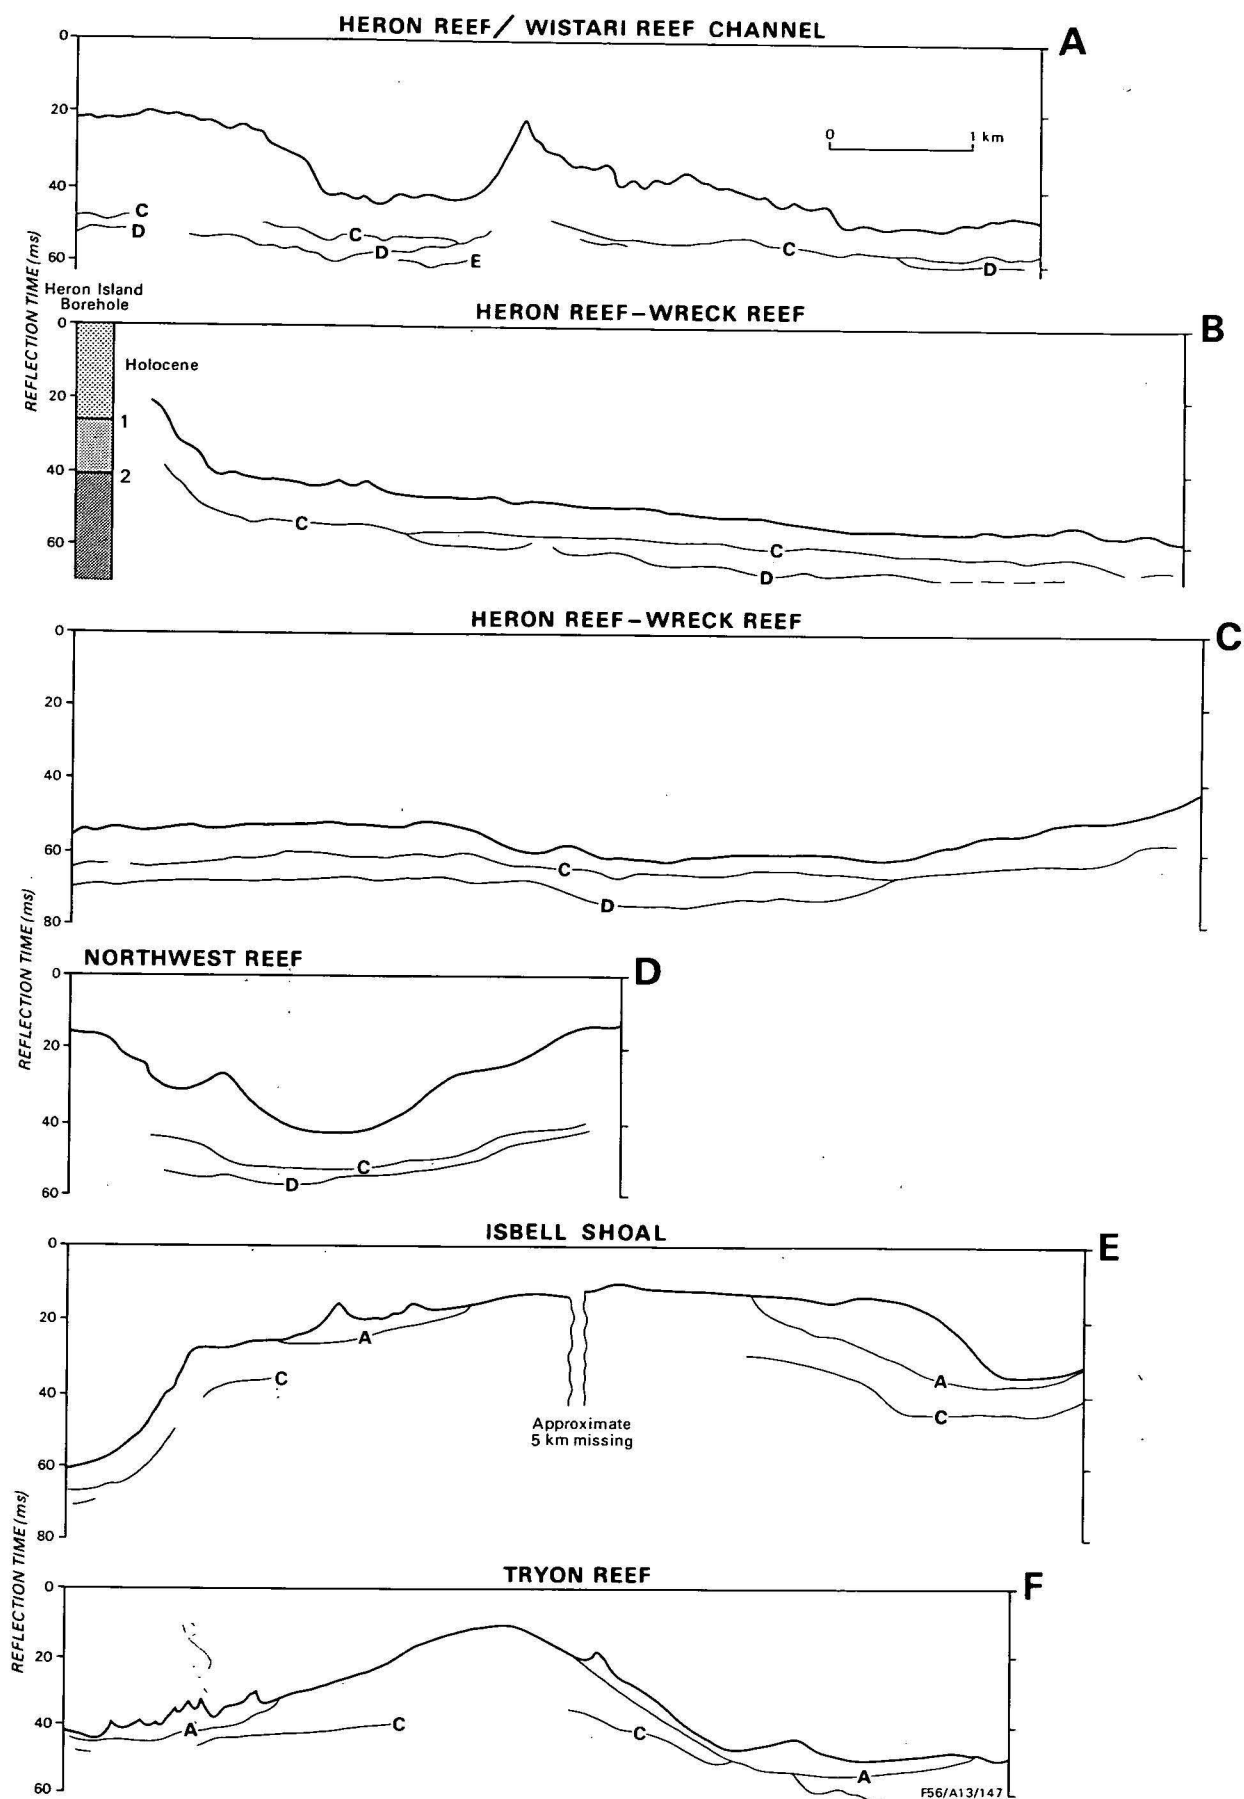 HERON REEF/ WISTARI REEF CHANNEL
A
0
20
40
60
0 1 km
C
D
C
D
E
C
D
REFLECTION TIME (ms)
Heron Island
Borehole
HERON REEF–WRECK REEF
B
0
20
40
60
Holocene
1
2
C
C
D
HERON REEF–WRECK REEF
C
0
20
40
60
80
C
D
REFLECTION TIME (ms)
NORTHWEST REEF
D
0
20
40
60
C
D
ISBELL SHOAL
E
0
20
40
60
80
A
C
A
C
Approximate
5 km missing
REFLECTION TIME (ms)
TRYON REEF
F
0
20
40
60
A
C
C
A
F56/A13/147